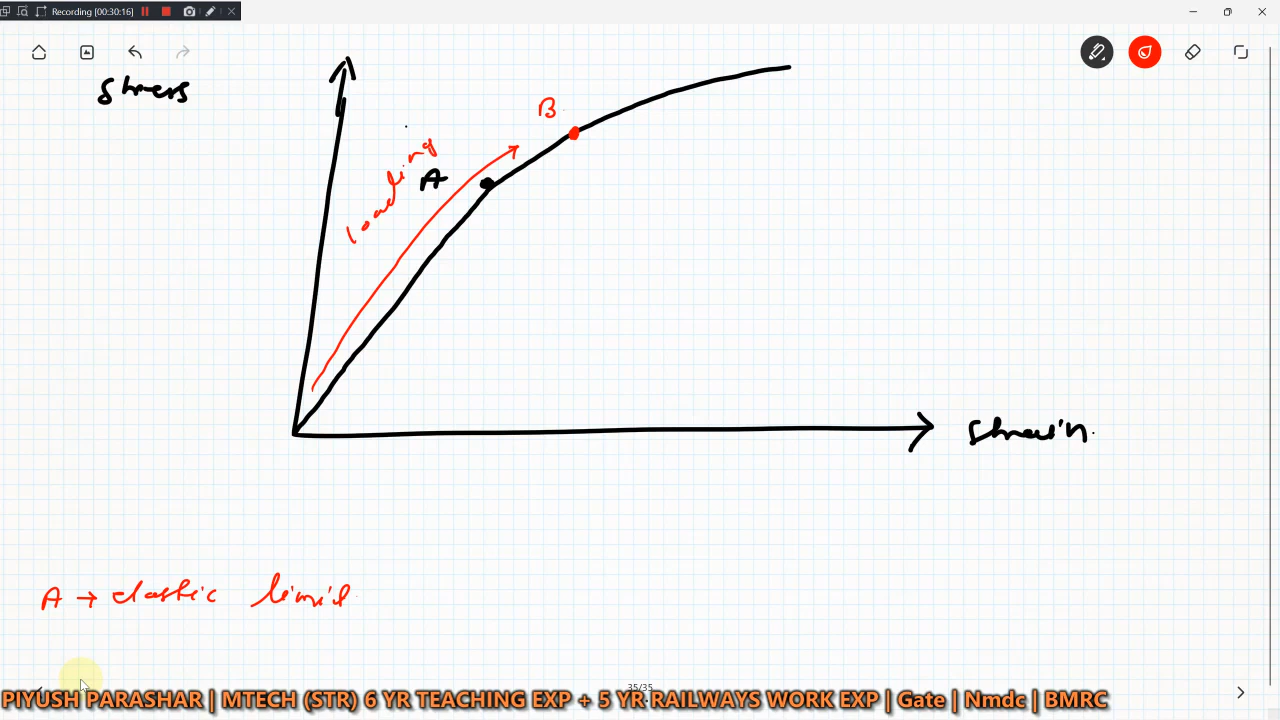 Recording [00:30:16]
stress
B
loading
A
strain
A → elastic limit
35/35
PIYUSH PARASHAR | MTECH (STR) 6 YR TEACHING EXP + 5 YR RAILWAYS WORK EXP | Gate | Nmdc | BMRC